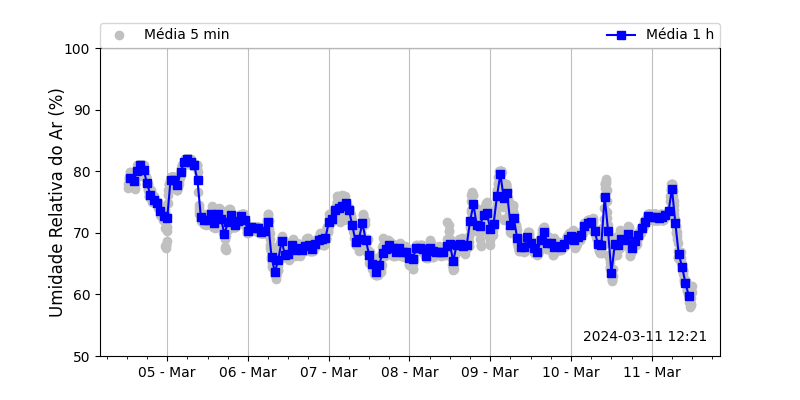 Média 5 min
Média 1 h
Umidade Relativa do Ar (%)
100
90
80
70
60
50
2024-03-11 12:21
05 - Mar
06 - Mar
07 - Mar
08 - Mar
09 - Mar
10 - Mar
11 - Mar